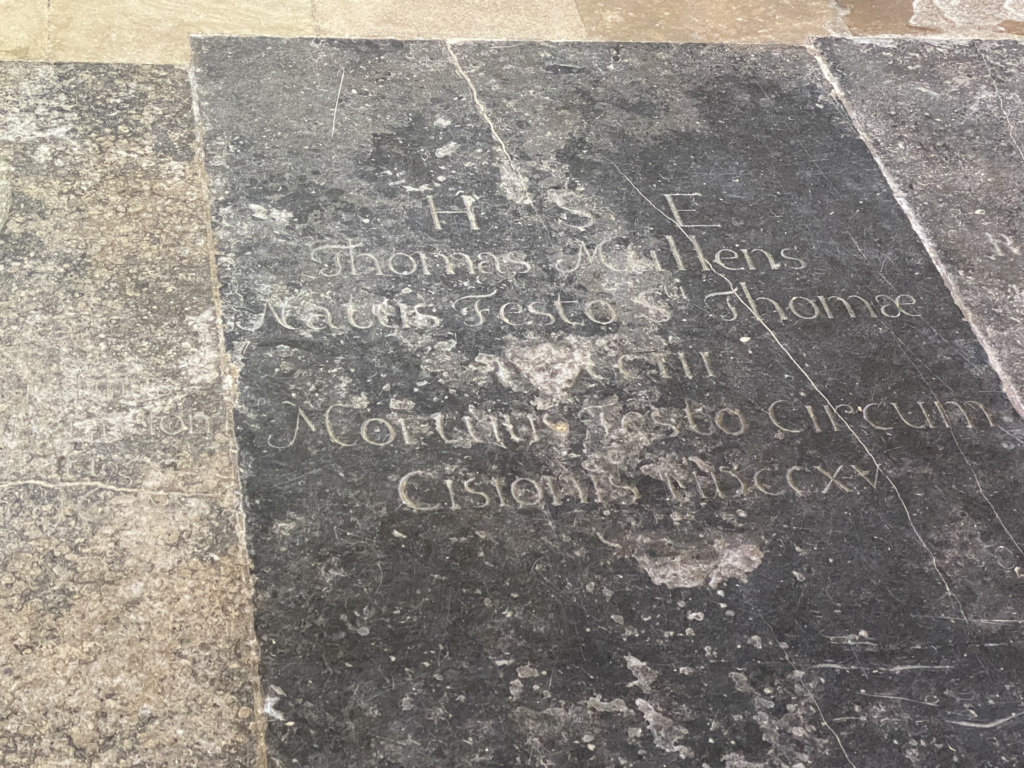 H S E
Thomas Mullens
Natus Festo Sti Thomæ
Mortuus Festo Circum
Cisionis MDCCXV